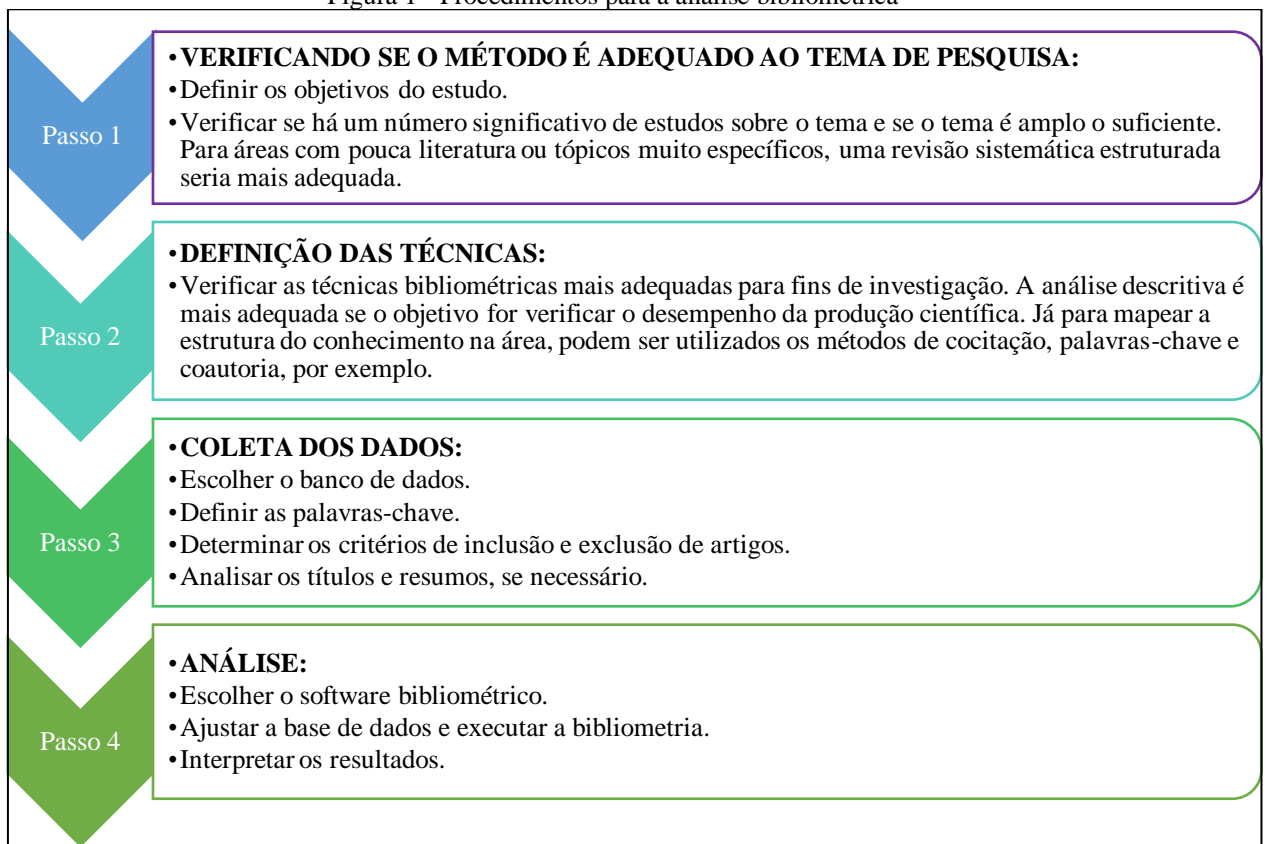 Figura 1 - Procedimentos para a análise bibliométrica
Passo 1
•VERIFICANDO SE O MÉTODO É ADEQUADO AO TEMA DE PESQUISA:
•Definir os objetivos do estudo.
•Verificar se há um número significativo de estudos sobre o tema e se o tema é amplo o suficiente.
Para áreas com pouca literatura ou tópicos muito específicos, uma revisão sistemática estruturada
seria mais adequada.
Passo 2
•DEFINIÇÃO DAS TÉCNICAS:
•Verificar as técnicas bibliométricas mais adequadas para fins de investigação. A análise descritiva é
mais adequada se o objetivo for verificar o desempenho da produção científica. Já para mapear a
estrutura do conhecimento na área, podem ser utilizados os métodos de cocitação, palavras-chave e
coautoria, por exemplo.
Passo 3
•COLETA DOS DADOS:
•Escolher o banco de dados.
•Definir as palavras-chave.
•Determinar os critérios de inclusão e exclusão de artigos.
•Analisar os títulos e resumos, se necessário.
Passo 4
•ANÁLISE:
•Escolher o software bibliométrico.
•Ajustar a base de dados e executar a bibliometria.
•Interpretar os resultados.